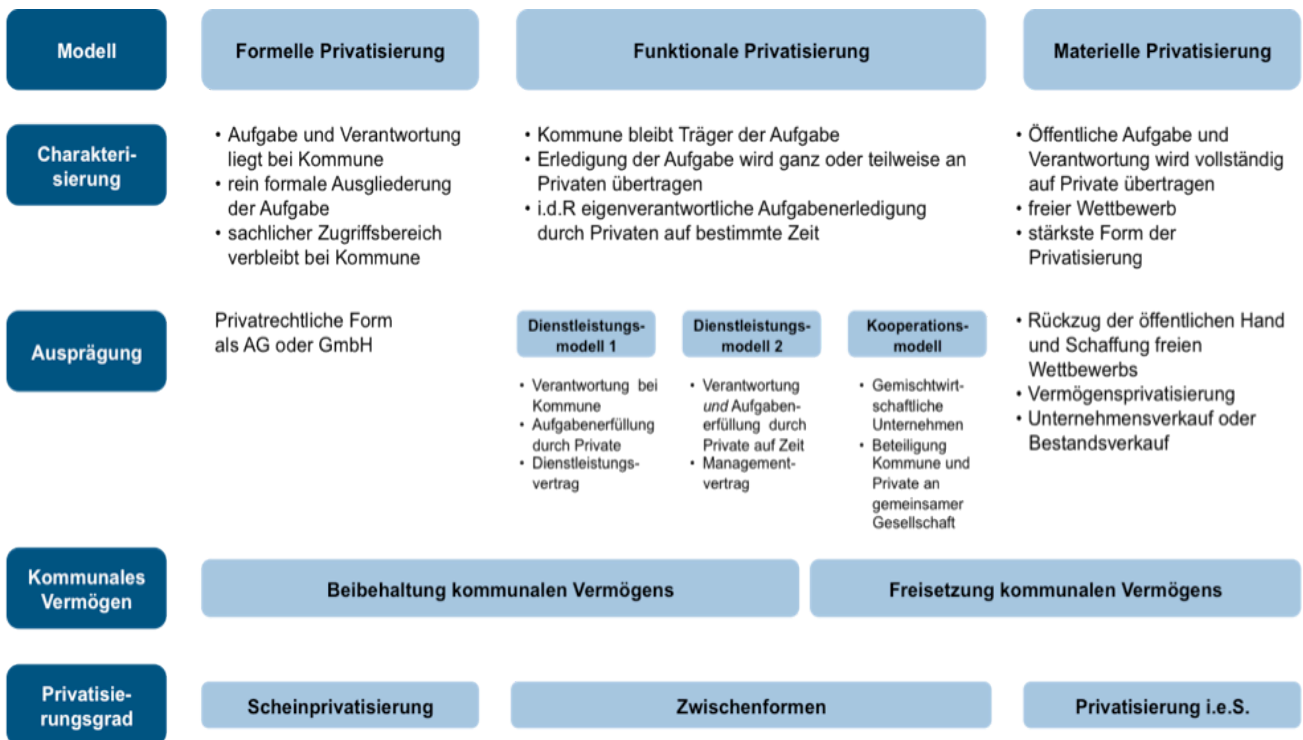 Modell
Formelle Privatisierung
Funktionale Privatisierung
Materielle Privatisierung
Charakteri-
sierung
• Aufgabe und Verantwortung
liegt bei Kommune
• rein formale Ausgliederung
der Aufgabe
• sachlicher Zugriffsbereich
verbleibt bei Kommune
• Kommune bleibt Träger der Aufgabe
• Erledigung der Aufgabe wird ganz oder teilweise an
Privaten übertragen
• i.d.R eigenverantwortliche Aufgabenerledigung
durch Privaten auf bestimmte Zeit
• Öffentliche Aufgabe und
Verantwortung wird vollständig
auf Private übertragen
• freier Wettbewerb
• stärkste Form der
Privatisierung
Ausprägung
Privatrechtliche Form
als AG oder GmbH
Dienstleistungs-
modell 1
• Verantwortung bei
Kommune
• Aufgabenerfüllung
durch Private
• Dienstleistungs-
vertrag
Dienstleistungs-
modell 2
• Verantwortung
und Aufgaben-
erfüllung durch
Private auf Zeit
• Management-
vertrag
Kooperations-
modell
• Gemischtwirt-
schaftliche
Unternehmen
• Beteiligung
Kommune und
Private an
gemeinsamer
Gesellschaft
• Rückzug der öffentlichen Hand
und Schaffung freien
Wettbewerbs
• Vermögensprivatisierung
• Unternehmensverkauf oder
Bestandsverkauf
Kommunales
Vermögen
Beibehaltung kommunalen Vermögens
Freisetzung kommunalen Vermögens
Privatisie-
rungsgrad
Scheinprivatisierung
Zwischenformen
Privatisierung i.e.S.